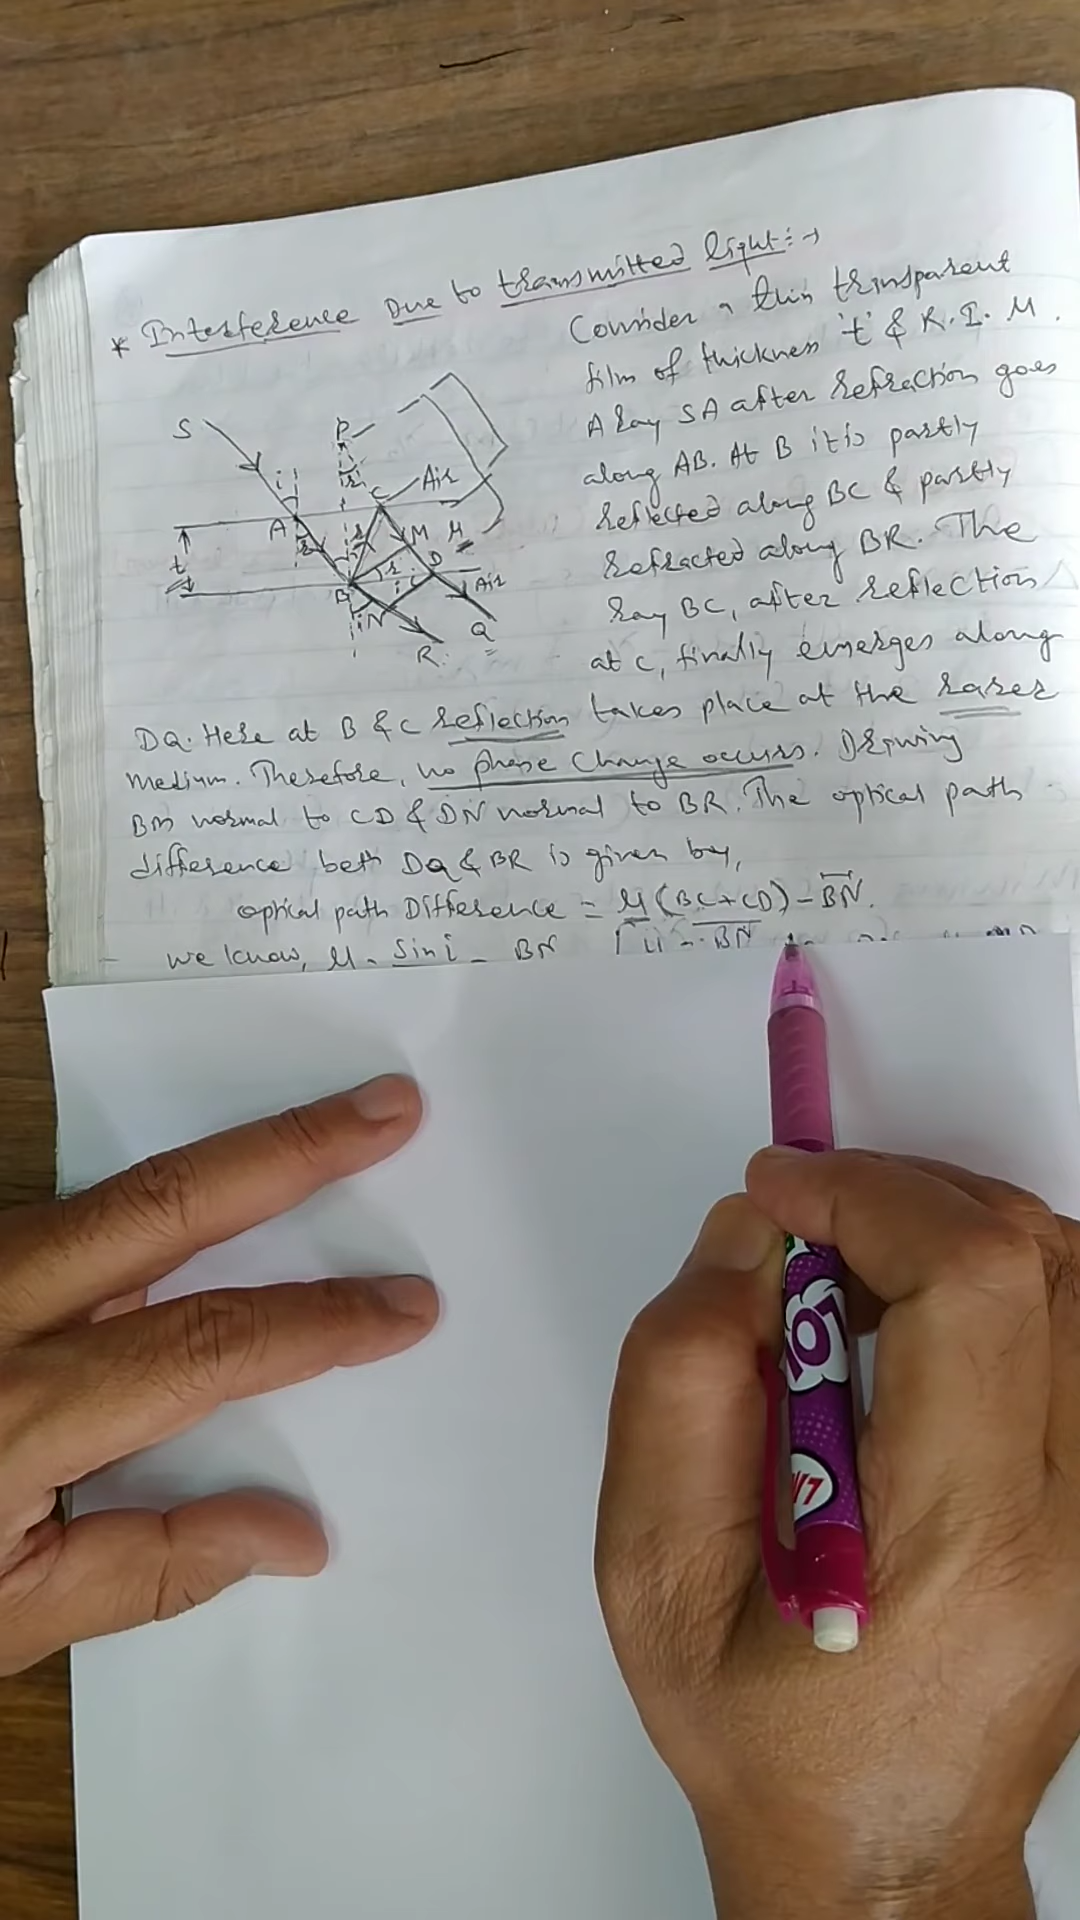 * Interference Due to transmitted light :→
Consider a thin transparent
film of thickness 't' & R.I. μ.
A Ray SA after refraction goes
along AB. At B it is partly
reflected along BC & partly
refracted along BR. The
ray BC, after reflection
at C, finally emerges along
DQ. Here at B & C reflection takes place at the rarer
medium. Therefore, no phase change occurs. Drawing
BM normal to CD & DN normal to BR. The optical path
difference beth DQ & BR is given by,
optical path Difference = μ(BC+CD) - BN.
we know, μ = Sin i = BN
S
P
i
r
C
Air
A
r
r
M
μ
t
r
D
B
i
Air
i
N
Q
R
LOL